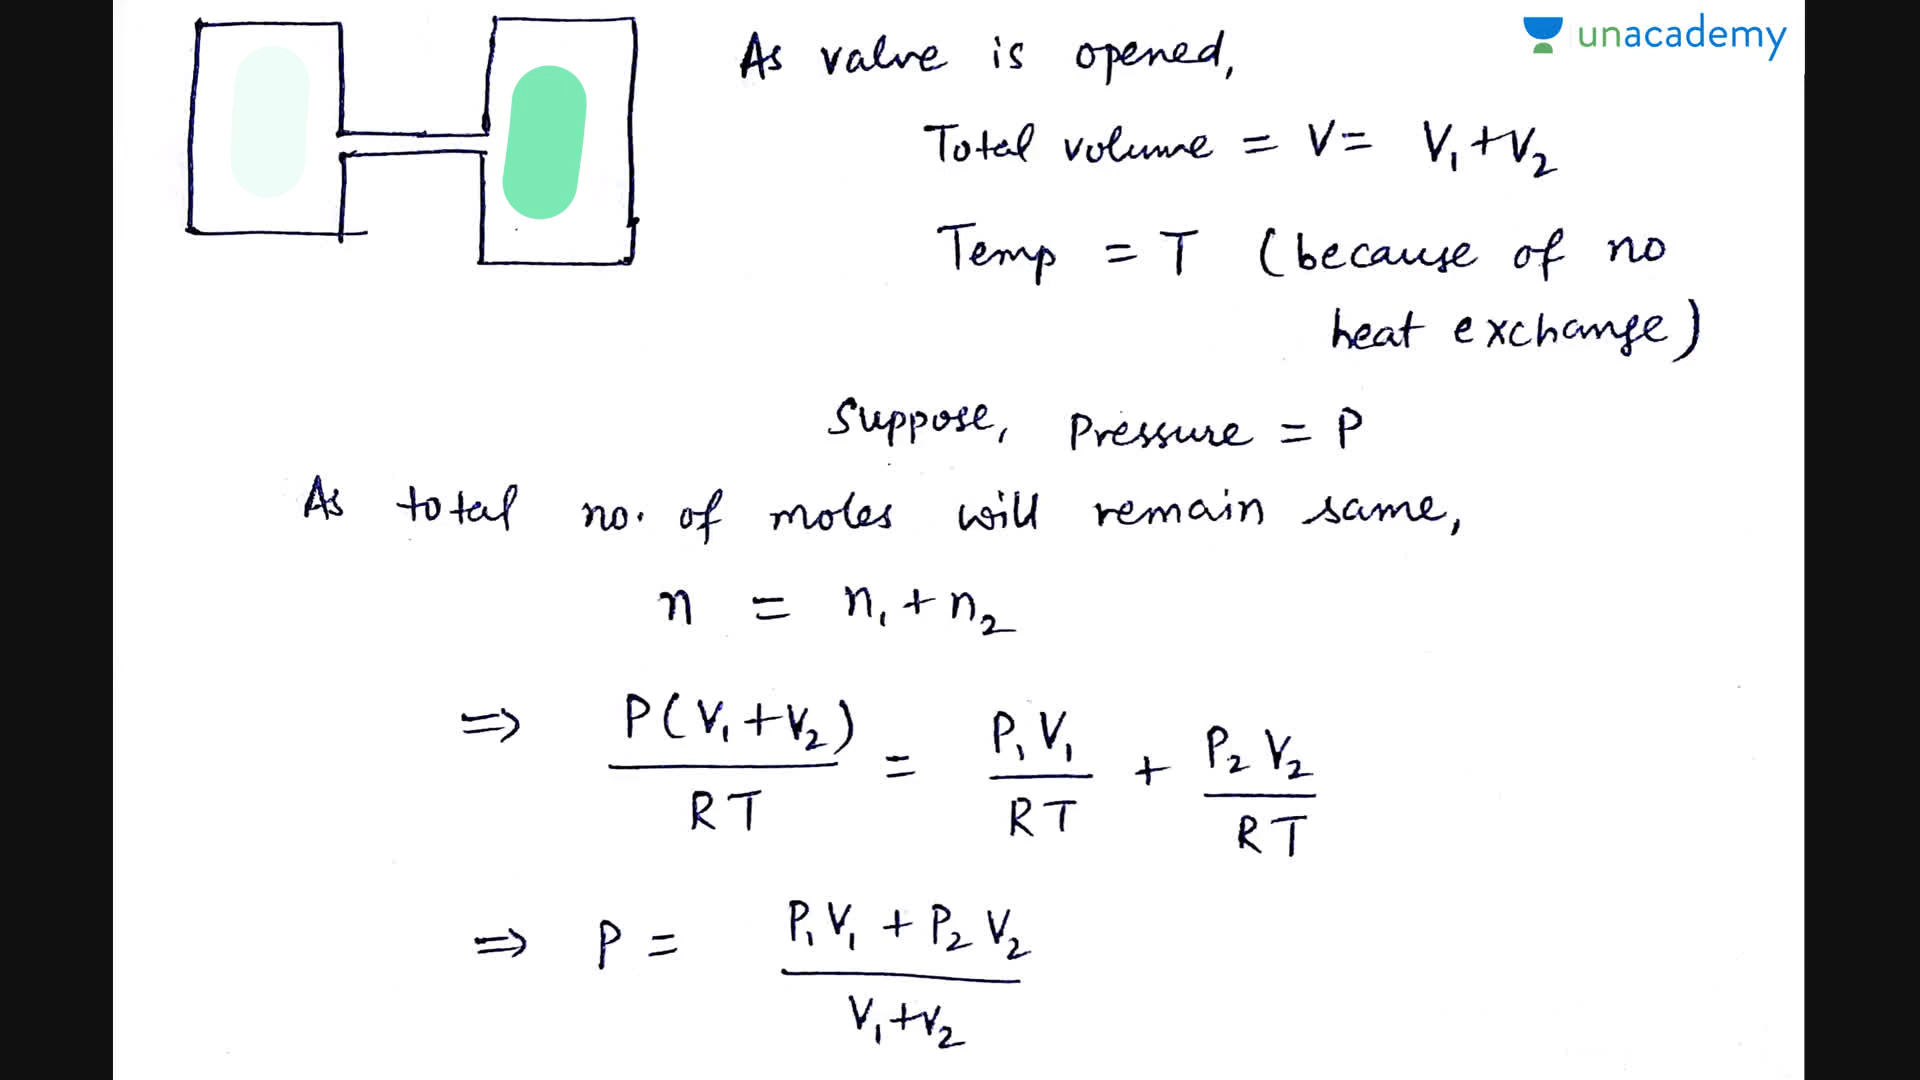 unacademy
As valve is opened,
Total volume = V = V₁+V₂
Temp = T (because of no
heat exchange)
Suppose, Pressure = P
As total no. of moles will remain same,
n = n₁ + n₂
⇒ P(V₁+V₂)/RT = P₁V₁/RT + P₂V₂/RT
⇒ P = P₁V₁ + P₂V₂/V₁+V₂